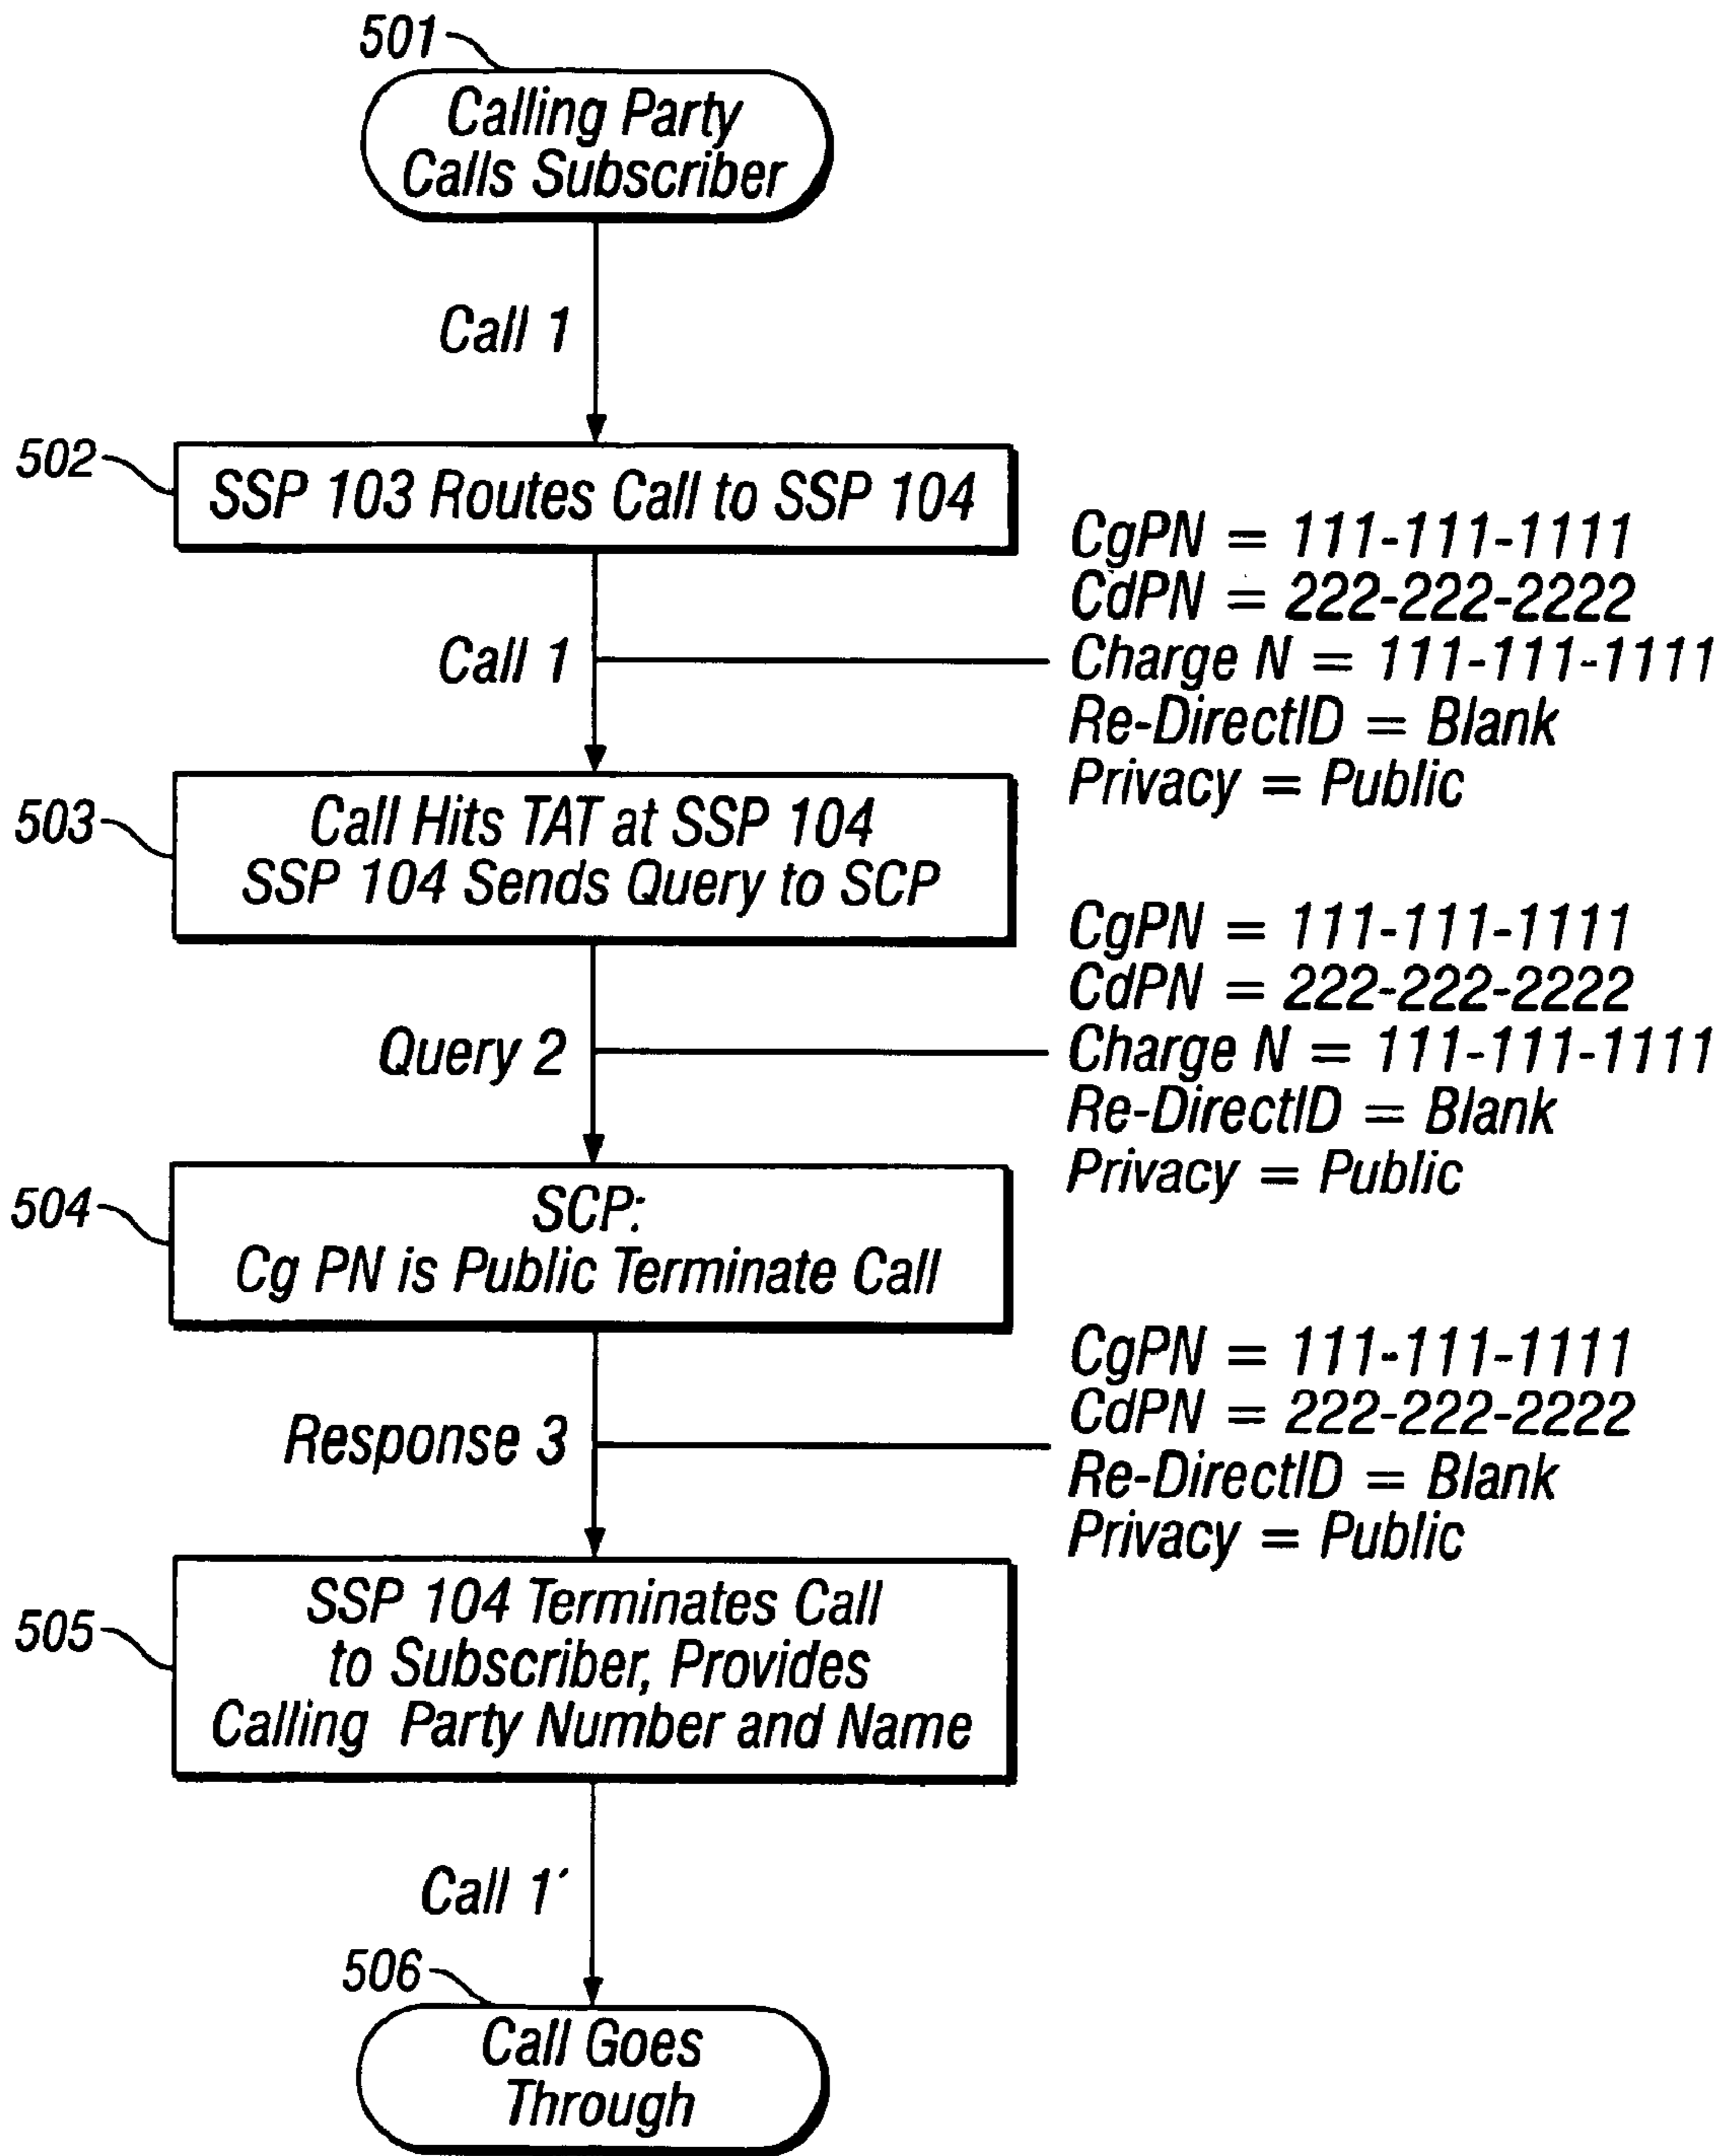 501
Calling Party
Calls Subscriber
Call 1
502
SSP 103 Routes Call to SSP 104
Call 1
CgPN = 111-111-1111
CdPN = 222-222-2222
Charge N = 111-111-1111
Re-DirectID = Blank
Privacy = Public
503
Call Hits TAT at SSP 104
SSP 104 Sends Query to SCP
Query 2
CgPN = 111-111-1111
CdPN = 222-222-2222
Charge N = 111-111-1111
Re-DirectID = Blank
Privacy = Public
504
SCP:
Cg PN is Public Terminate Call
Response 3
CgPN = 111-111-1111
CdPN = 222-222-2222
Re-DirectID = Blank
Privacy = Public
505
SSP 104 Terminates Call
to Subscriber, Provides
Calling Party Number and Name
Call 1´
506
Call Goes
Through